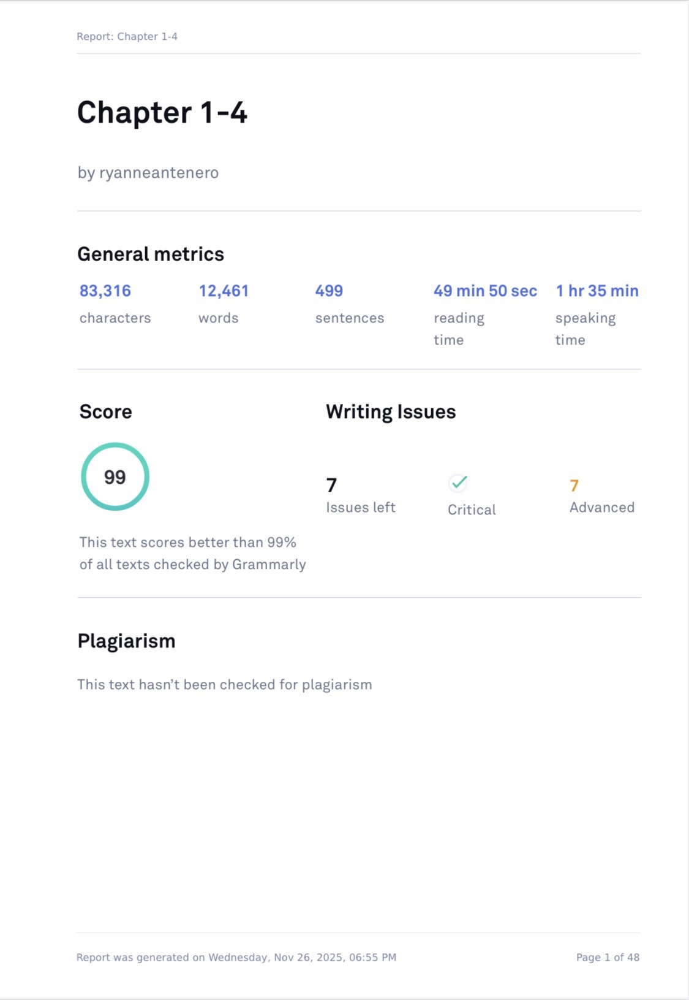 Report: Chapter 1-4
Chapter 1-4
by ryanneantenero
General metrics
83,316 12,461 499 49 min 50 sec 1 hr 35 min
characters words sentences reading speaking
time time
Score Writing Issues
99
7 7
Issues left Critical Advanced
This text scores better than 99%
of all texts checked by Grammarly
Plagiarism
This text hasn't been checked for plagiarism
Report was generated on Wednesday, Nov 26, 2025, 06:55 PM Page 1 of 48